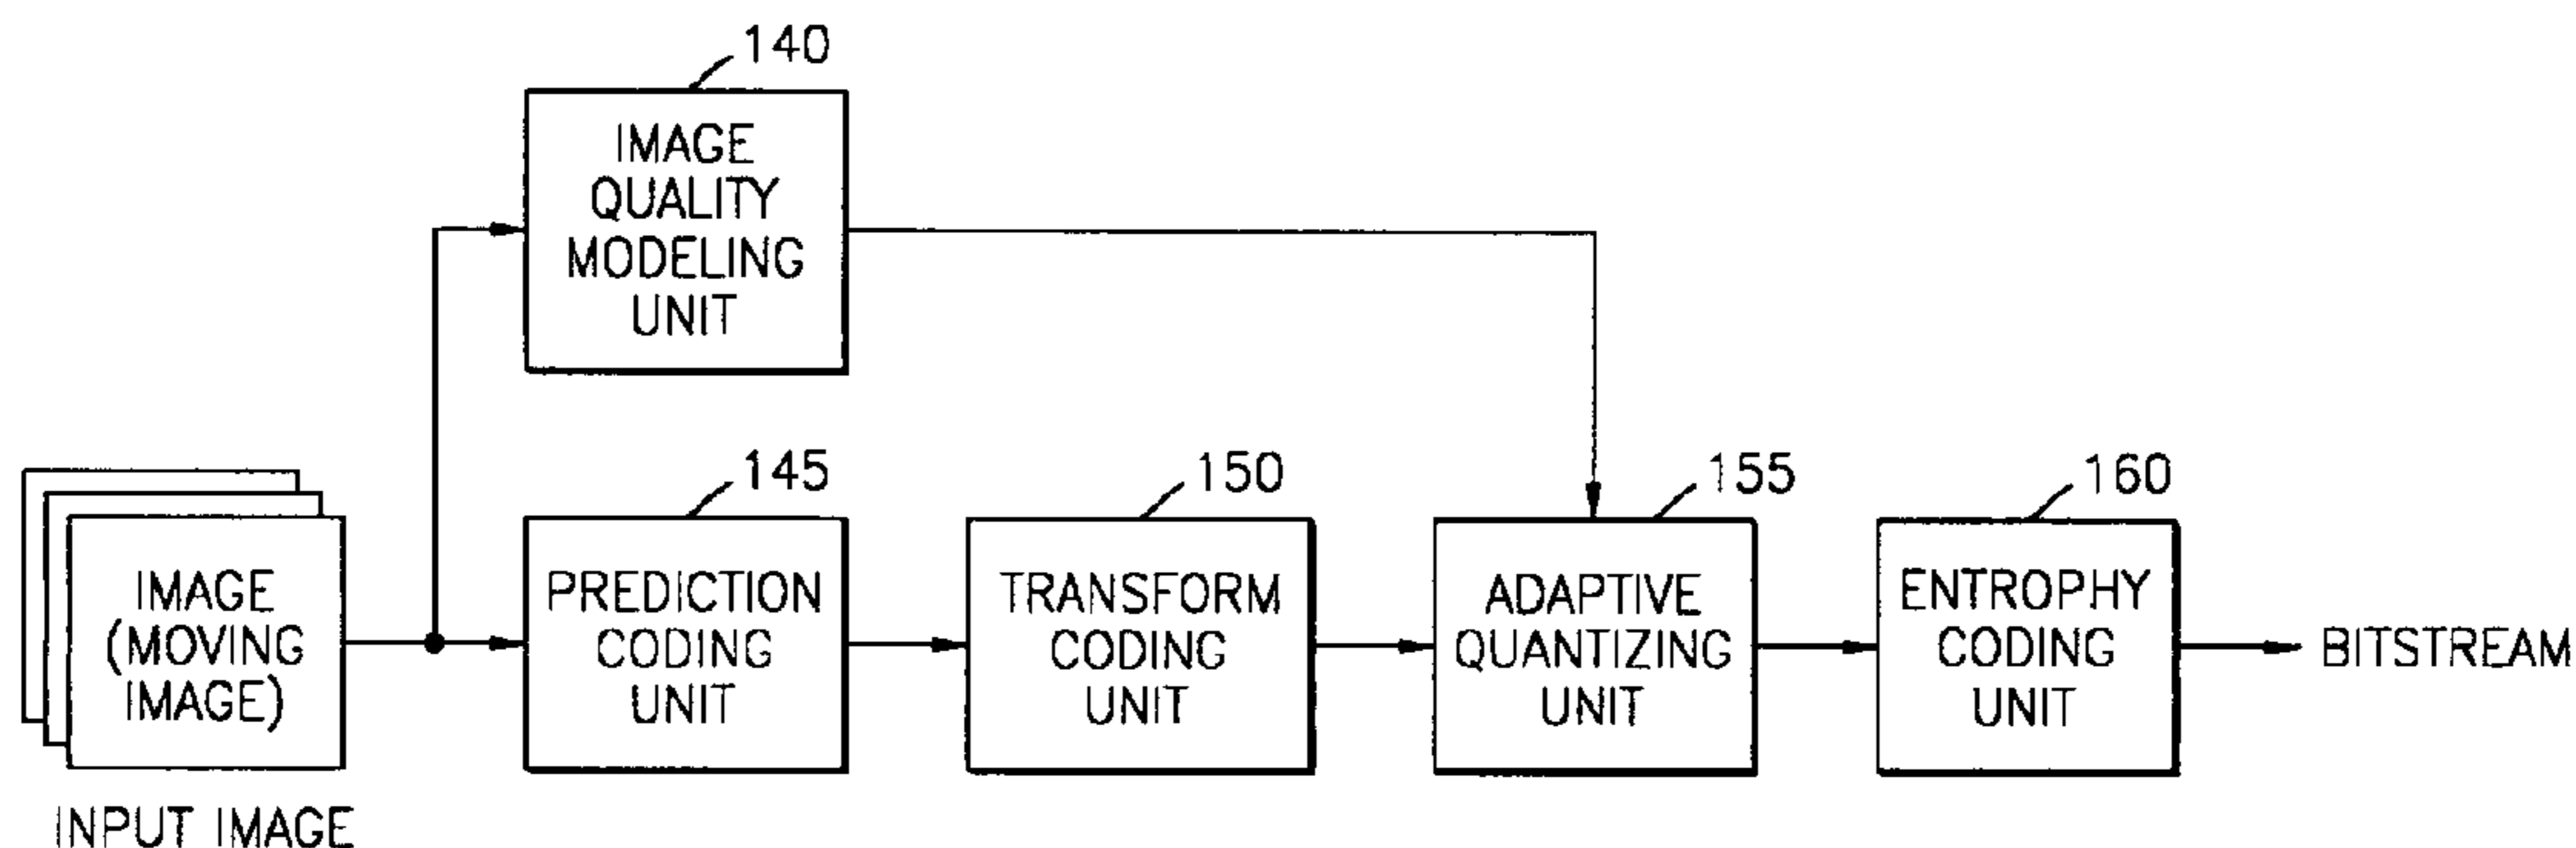 140
IMAGE
QUALITY
MODELING
UNIT
145
150
155
160
IMAGE
(MOVING
IMAGE)
PREDICTION
CODING
UNIT
TRANSFORM
CODING
UNIT
ADAPTIVE
QUANTIZING
UNIT
ENTROPHY
CODING
UNIT
BITSTREAM
INPUT IMAGE